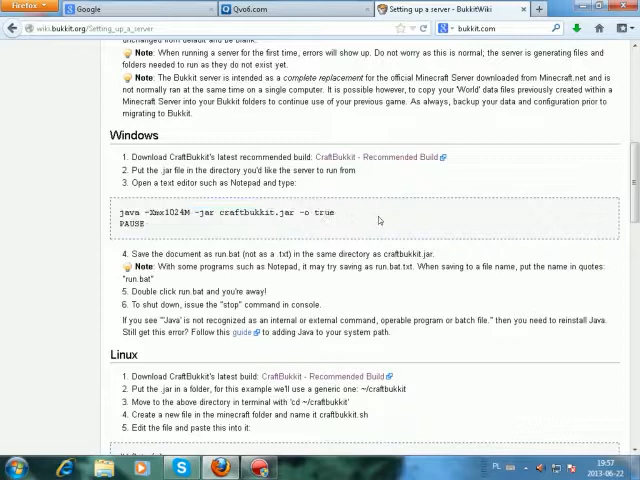 Firefox
Google
Qvo6.com
Setting up a server - BukkitWiki
wiki.bukkit.org/Setting_up_a_server
bukkit.com
unchanged from default and be blank.
Note: When running a server for the first time, errors will show up. Do not worry as this is normal; the server is generating files and
folders needed to run as they do not exist yet.
Note: The Bukkit server is intended as a complete replacement for the official Minecraft Server downloaded from Minecraft.net and is
not normally ran at the same time on a single computer. It is possible however, to copy your 'World' data files previously created within a
Minecraft Server into your Bukkit folders to continue use of your previous game. As always, backup your data and configuration prior to
migrating to Bukkit.
Windows
1. Download CraftBukkit's latest recommended build: CraftBukkit - Recommended Build
2. Put the .jar file in the directory you'd like the server to run from
3. Open a text editor such as Notepad and type:
java -Xmx1024M -jar craftbukkit.jar -o true
PAUSE
4. Save the document as run.bat (not as a .txt) in the same directory as craftbukkit.jar.
Note: With some programs such as Notepad, it may try saving as run.bat.txt. When saving to a file name, put the name in quotes:
"run.bat"
5. Double click run.bat and you're away!
6. To shut down, issue the "stop" command in console.
If you see "'Java' is not recognized as an internal or external command, operable program or batch file." then you need to reinstall Java.
Still get this error? Follow this guide to adding Java to your system path.
Linux
1. Download CraftBukkit's latest build: CraftBukkit - Recommended Build
2. Put the .jar in a folder, for this example we'll use a generic one: ~/craftbukkit
3. Move to the above directory in terminal with 'cd ~/craftbukkit'
4. Create a new file in the minecraft folder and name it craftbukkit.sh
5. Edit the file and paste this into it:
PL
19:57
2013-06-22